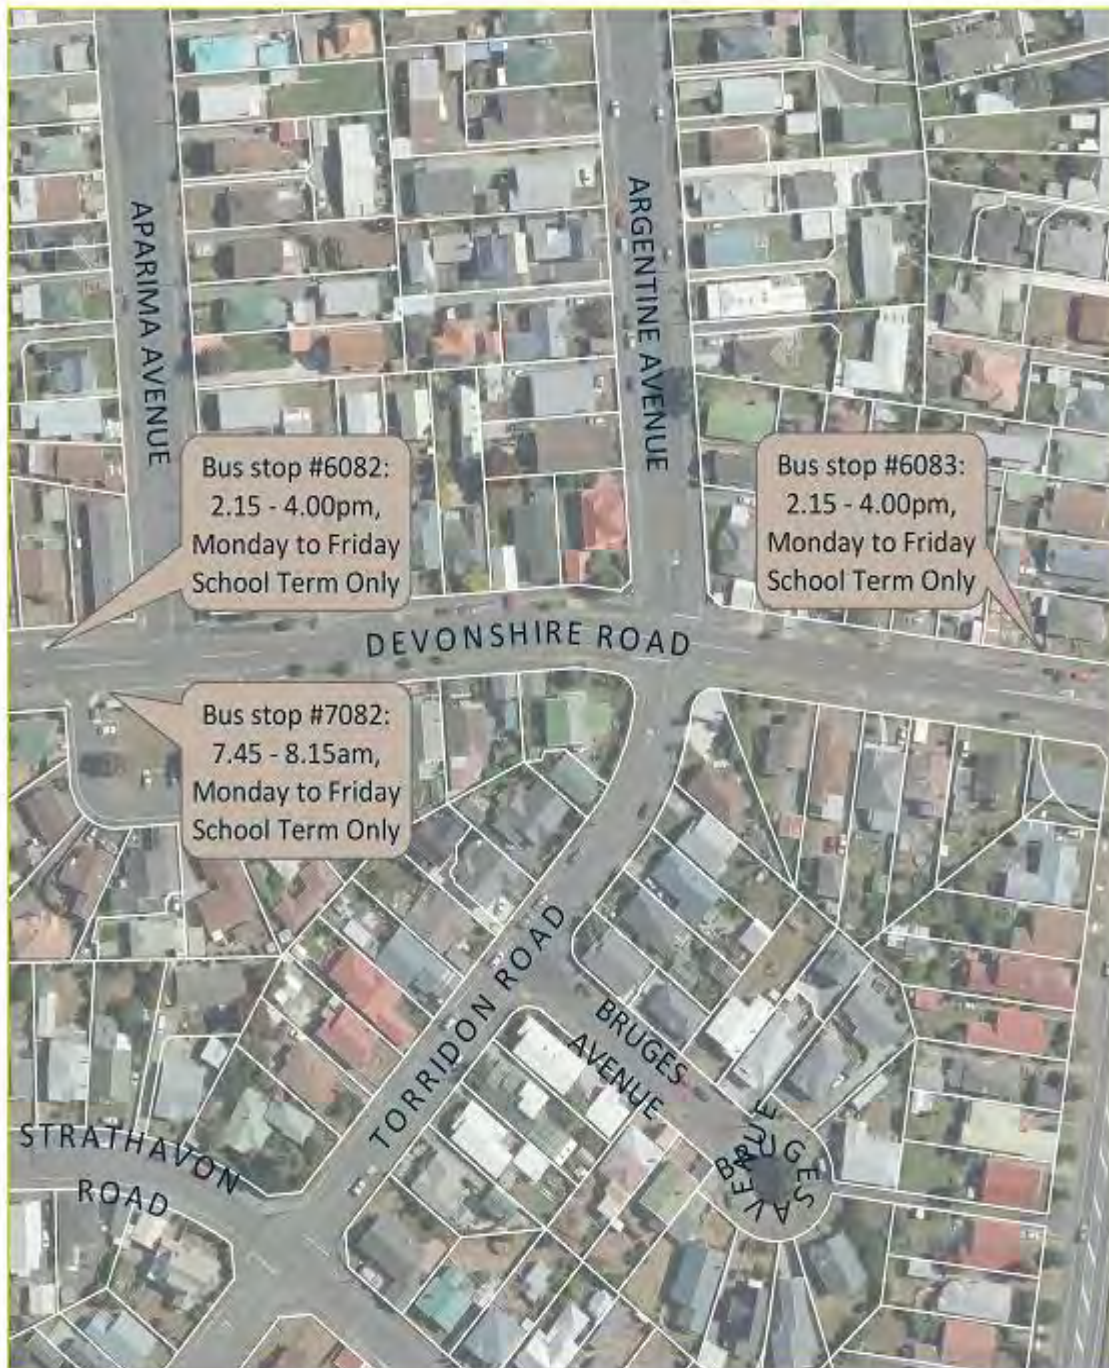 APARIMA AVENUE
ARGENTINE AVENUE
Bus stop #6082:
2.15 - 4.00pm,
Monday to Friday
School Term Only
Bus stop #6083:
2.15 - 4.00pm,
Monday to Friday
School Term Only
DEVONSHIRE ROAD
Bus stop #7082:
7.45 - 8.15am,
Monday to Friday
School Term Only
TORRIDON ROAD
BRUGES
AVENUE
STRATHAVON
ROAD
BRUGES AVENUE